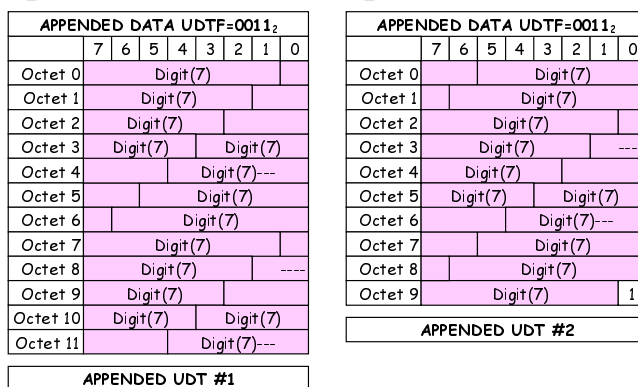 APPENDED DATA UDTF=0011₂
7 6 5 4 3 2 1 0
Octet 0 Digit(7)
Octet 1 Digit(7)
Octet 2 Digit(7)
Octet 3 Digit(7) Digit(7)
Octet 4 Digit(7)---
Octet 5 Digit(7)
Octet 6 Digit(7)
Octet 7 Digit(7)
Octet 8 Digit(7) ----
Octet 9 Digit(7)
Octet 10 Digit(7) Digit(7)
Octet 11 Digit(7)---
APPENDED UDT #1
APPENDED DATA UDTF=0011₂
7 6 5 4 3 2 1 0
Octet 0 Digit(7)
Octet 1 Digit(7)
Octet 2 Digit(7)
Octet 3 Digit(7) ---
Octet 4 Digit(7)
Octet 5 Digit(7) Digit(7)
Octet 6 Digit(7)---
Octet 7 Digit(7)
Octet 8 Digit(7)
Octet 9 Digit(7) 1
APPENDED UDT #2